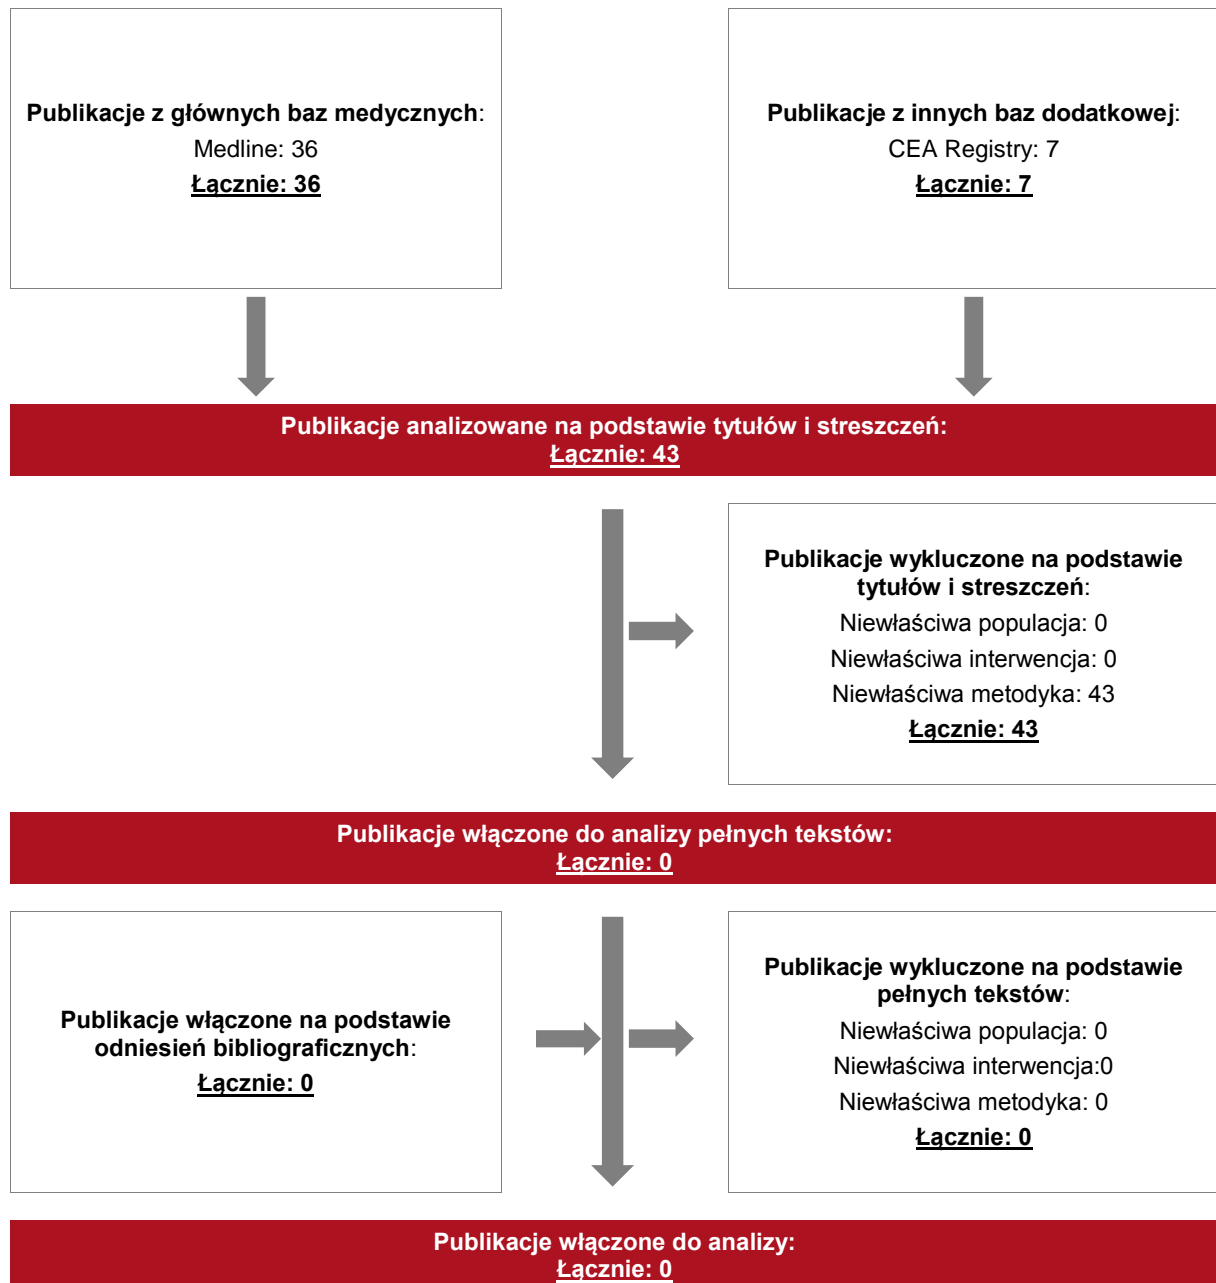 Publikacje z głównych baz medycznych:
Medline: 36
Łącznie: 36
Publikacje z innych baz dodatkowej:
CEA Registry: 7
Łącznie: 7
Publikacje analizowane na podstawie tytułów i streszczeń:
Łącznie: 43
Publikacje wykluczone na podstawie
tytułów i streszczeń:
Niewłaściwa populacja: 0
Niewłaściwa interwencja: 0
Niewłaściwa metodyka: 43
Łącznie: 43
Publikacje włączone do analizy pełnych tekstów:
Łącznie: 0
Publikacje włączone na podstawie
odniesień bibliograficznych:
Łącznie: 0
Publikacje wykluczone na podstawie
pełnych tekstów:
Niewłaściwa populacja: 0
Niewłaściwa interwencja:0
Niewłaściwa metodyka: 0
Łącznie: 0
Publikacje włączone do analizy:
Łącznie: 0